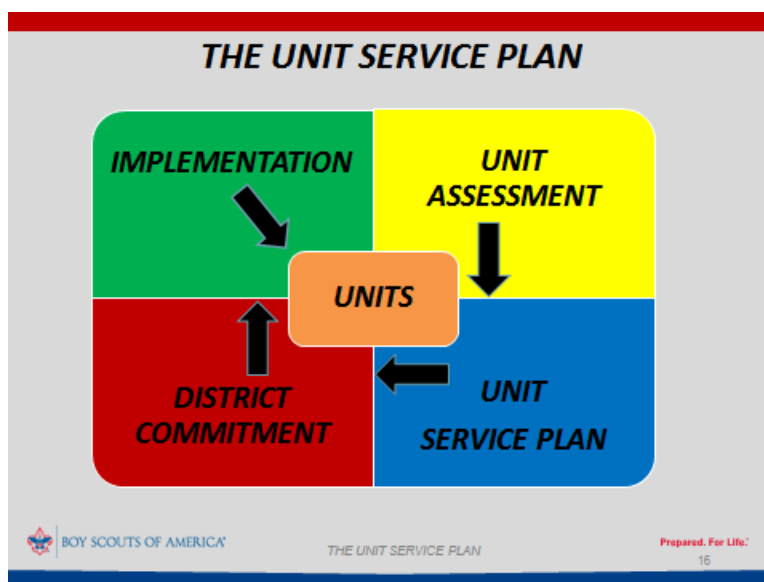 THE UNIT SERVICE PLAN
IMPLEMENTATION
UNIT
ASSESSMENT
UNITS
DISTRICT
COMMITMENT
UNIT
SERVICE PLAN
BOY SCOUTS OF AMERICA®
THE UNIT SERVICE PLAN
Prepared. For Life.®
16